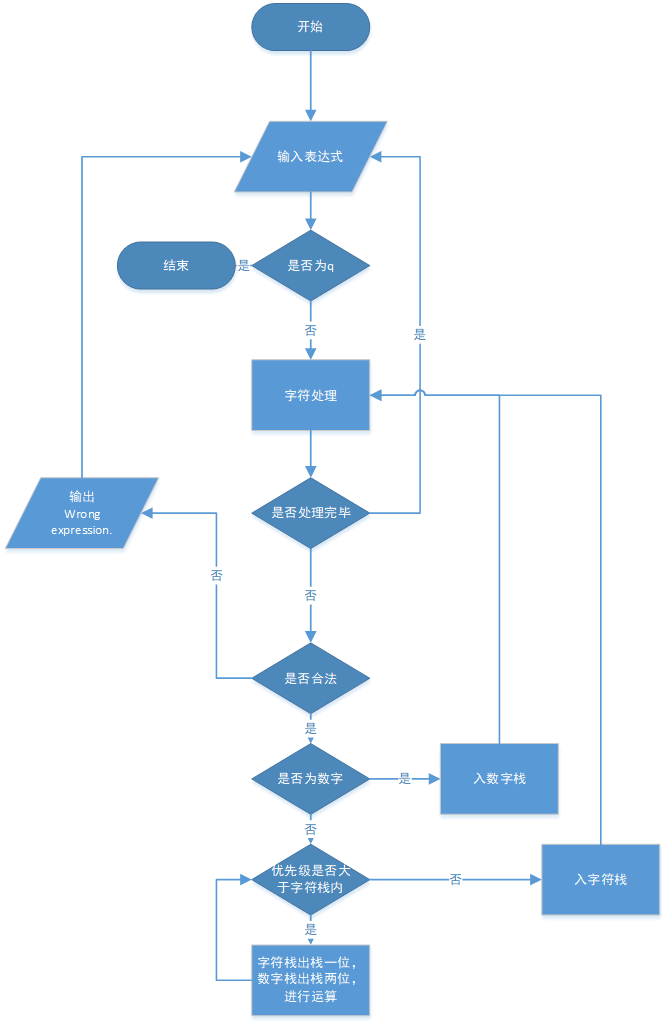 开始
输入表达式
结束
是
是否为q
否
是
字符处理
输出
Wrong
expression.
是否处理完毕
否
否
是否合法
是
是否为数字
是
入数字栈
否
优先级是否大
于字符栈内
否
入字符栈
是
字符栈出栈一位，
数字栈出栈两位，
进行运算